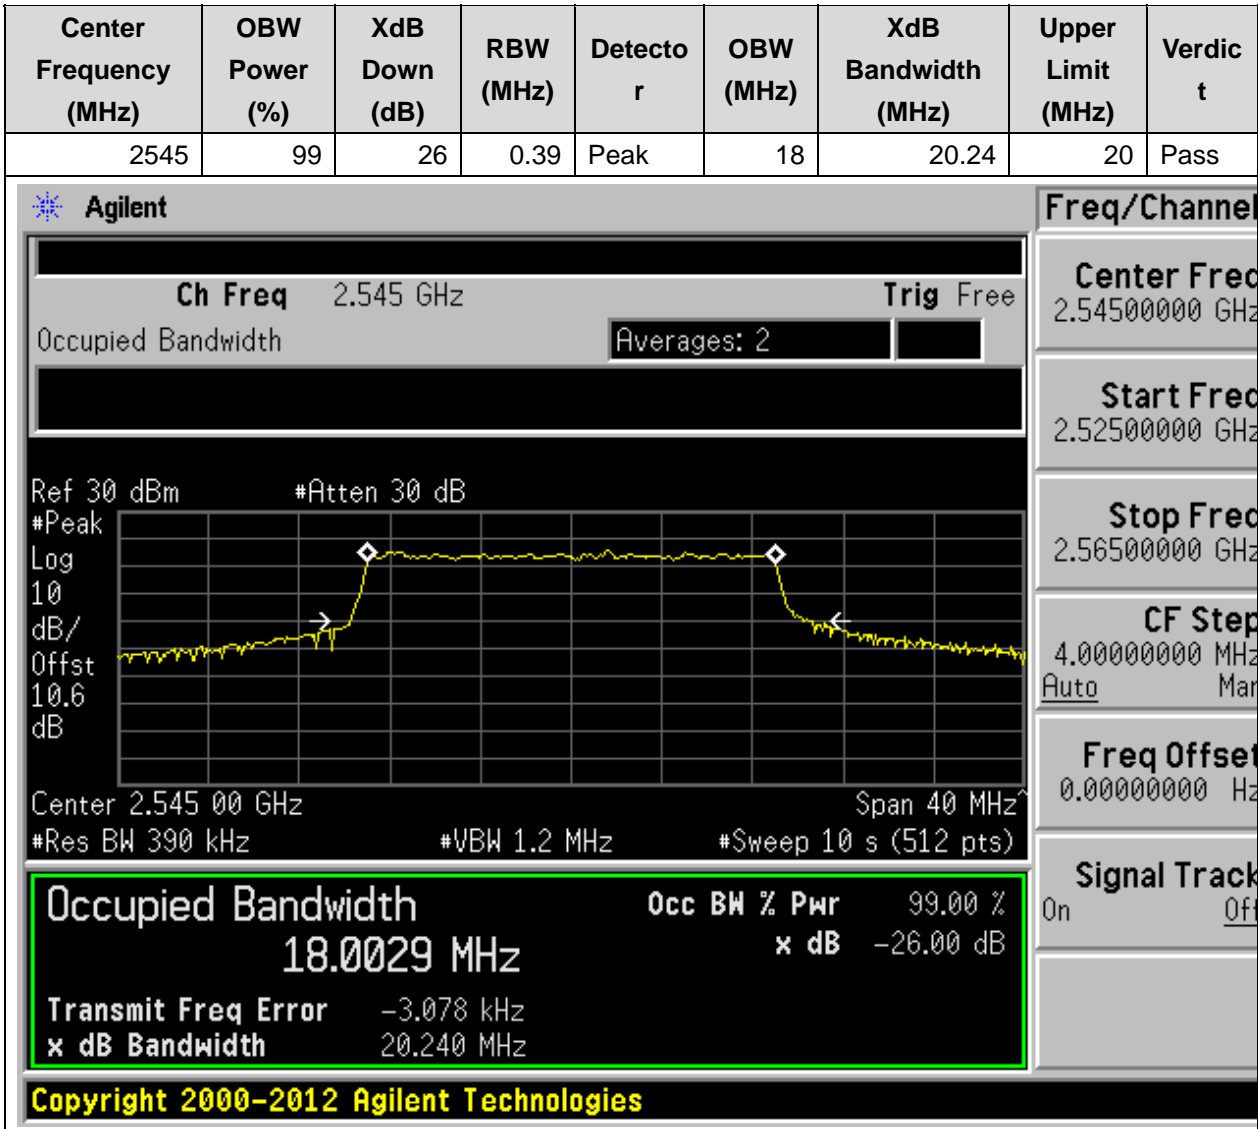 Center Frequency (MHz) OBW Power (%) XdB Down (dB) RBW (MHz) Detecto r OBW (MHz) XdB Bandwidth (MHz) Upper Limit (MHz) Verdic t
2545 99 26 0.39 Peak 18 20.24 20 Pass
Agilent
Freq/Channel
Ch Freq 2.545 GHz Trig Free
Occupied Bandwidth Averages: 2
Ref 30 dBm #Atten 30 dB
#Peak
Log
10
dB/
Offst
10.6
dB
Center 2.545 00 GHz Span 40 MHz^
#Res BW 390 kHz #VBW 1.2 MHz #Sweep 10 s (512 pts)
Occupied Bandwidth Occ BW % Pwr 99.00 %
18.0029 MHz x dB -26.00 dB
Transmit Freq Error -3.078 kHz
x dB Bandwidth 20.240 MHz
Center Freq
2.54500000 GHz
Start Freq
2.52500000 GHz
Stop Freq
2.56500000 GHz
CF Step
4.00000000 MHz
Auto Man
Freq Offset
0.00000000 Hz
Signal Track
On Off
Copyright 2000-2012 Agilent Technologies